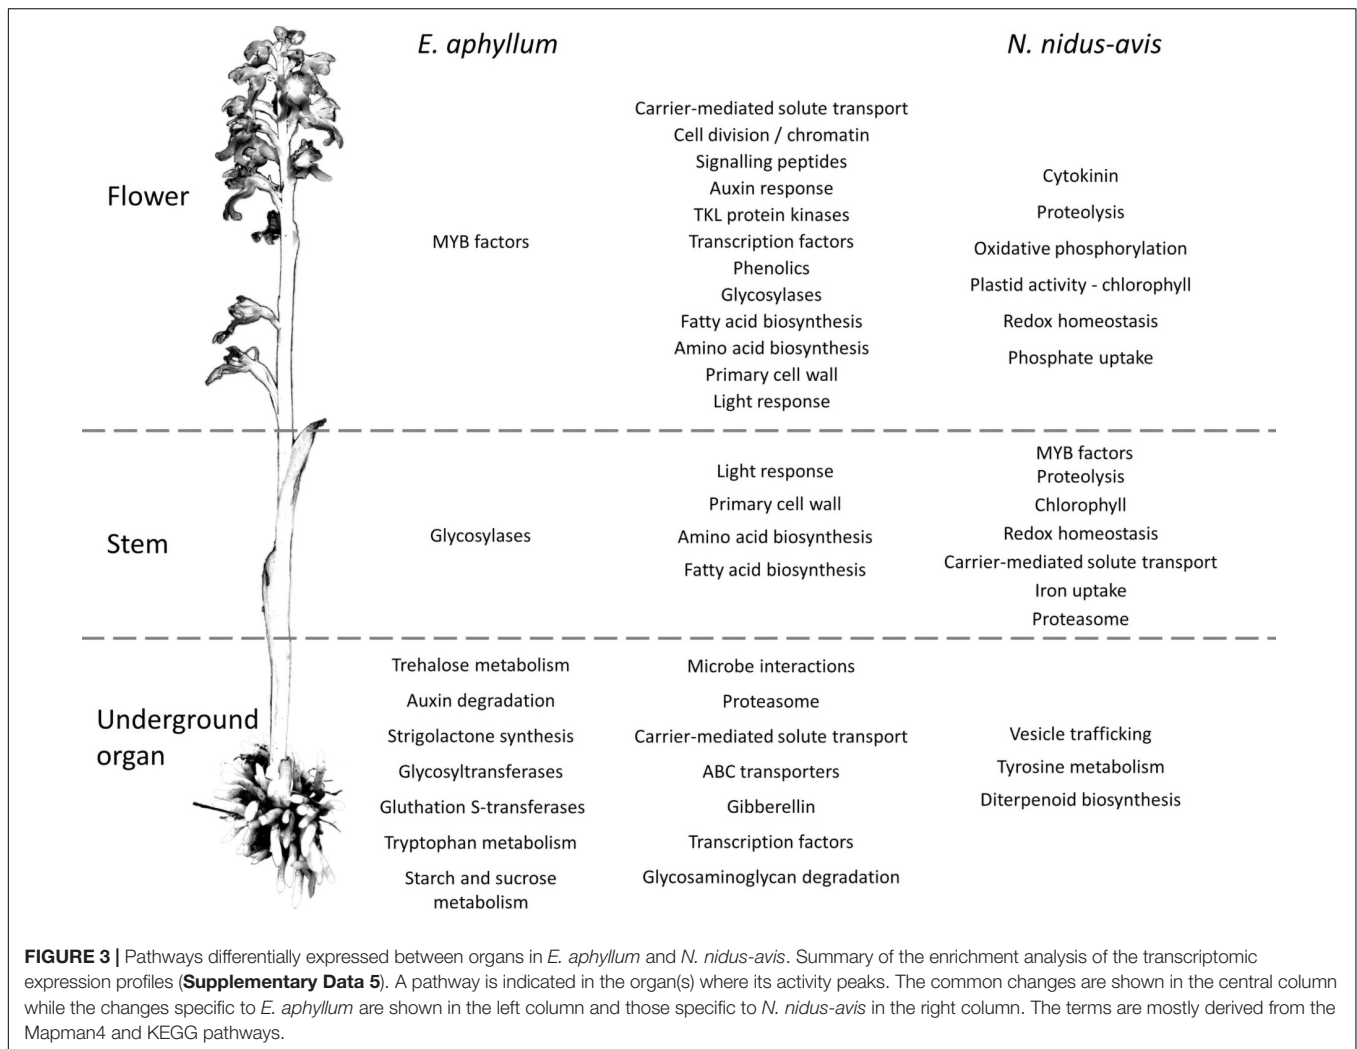 E. aphyllum
N. nidus-avis
Flower
MYB factors
Carrier-mediated solute transport
Cell division / chromatin
Signalling peptides
Auxin response
TKL protein kinases
Transcription factors
Phenolics
Glycosylases
Fatty acid biosynthesis
Amino acid biosynthesis
Primary cell wall
Light response
Cytokinin
Proteolysis
Oxidative phosphorylation
Plastid activity - chlorophyll
Redox homeostasis
Phosphate uptake
Stem
Glycosylases
Light response
Primary cell wall
Amino acid biosynthesis
Fatty acid biosynthesis
MYB factors
Proteolysis
Chlorophyll
Redox homeostasis
Carrier-mediated solute transport
Iron uptake
Proteasome
Underground
organ
Trehalose metabolism
Auxin degradation
Strigolactone synthesis
Glycosyltransferases
Gluthation S-transferases
Tryptophan metabolism
Starch and sucrose
metabolism
Microbe interactions
Proteasome
Carrier-mediated solute transport
ABC transporters
Gibberellin
Transcription factors
Glycosaminoglycan degradation
Vesicle trafficking
Tyrosine metabolism
Diterpenoid biosynthesis
FIGURE 3 | Pathways differentially expressed between organs in E. aphyllum and N. nidus-avis. Summary of the enrichment analysis of the transcriptomic
expression profiles (Supplementary Data 5). A pathway is indicated in the organ(s) where its activity peaks. The common changes are shown in the central column
while the changes specific to E. aphyllum are shown in the left column and those specific to N. nidus-avis in the right column. The terms are mostly derived from the
Mapman4 and KEGG pathways.